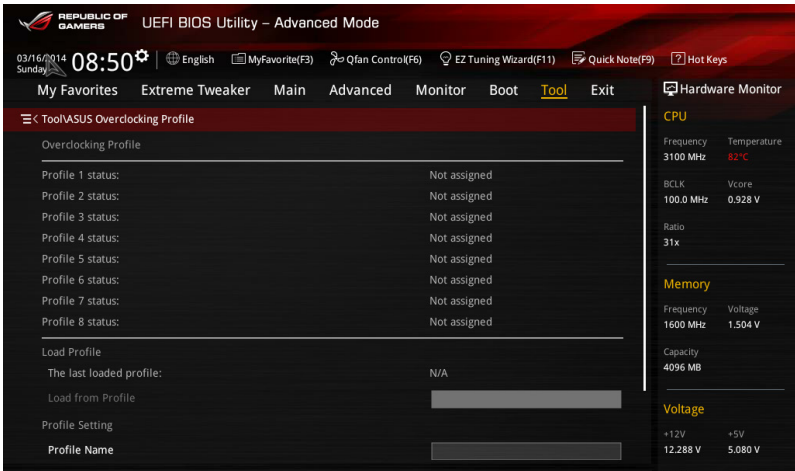 REPUBLIC OF
GAMERS
UEFI BIOS Utility – Advanced Mode
03/16/2014
Sunday
08:50
English
MyFavorite(F3)
Qfan Control(F6)
EZ Tuning Wizard(F11)
Quick Note(F9)
? Hot Keys
My Favorites Extreme Tweaker Main Advanced Monitor Boot Tool Exit
Hardware Monitor
Tool\ASUS Overclocking Profile
Overclocking Profile
Profile 1 status: Not assigned
Profile 2 status: Not assigned
Profile 3 status: Not assigned
Profile 4 status: Not assigned
Profile 5 status: Not assigned
Profile 6 status: Not assigned
Profile 7 status: Not assigned
Profile 8 status: Not assigned
Load Profile
The last loaded profile: N/A
Load from Profile
Profile Setting
Profile Name
CPU
Frequency Temperature
3100 MHz 82°C
BCLK Vcore
100.0 MHz 0.928 V
Ratio
31x
Memory
Frequency Voltage
1600 MHz 1.504 V
Capacity
4096 MB
Voltage
+12V +5V
12.288 V 5.080 V